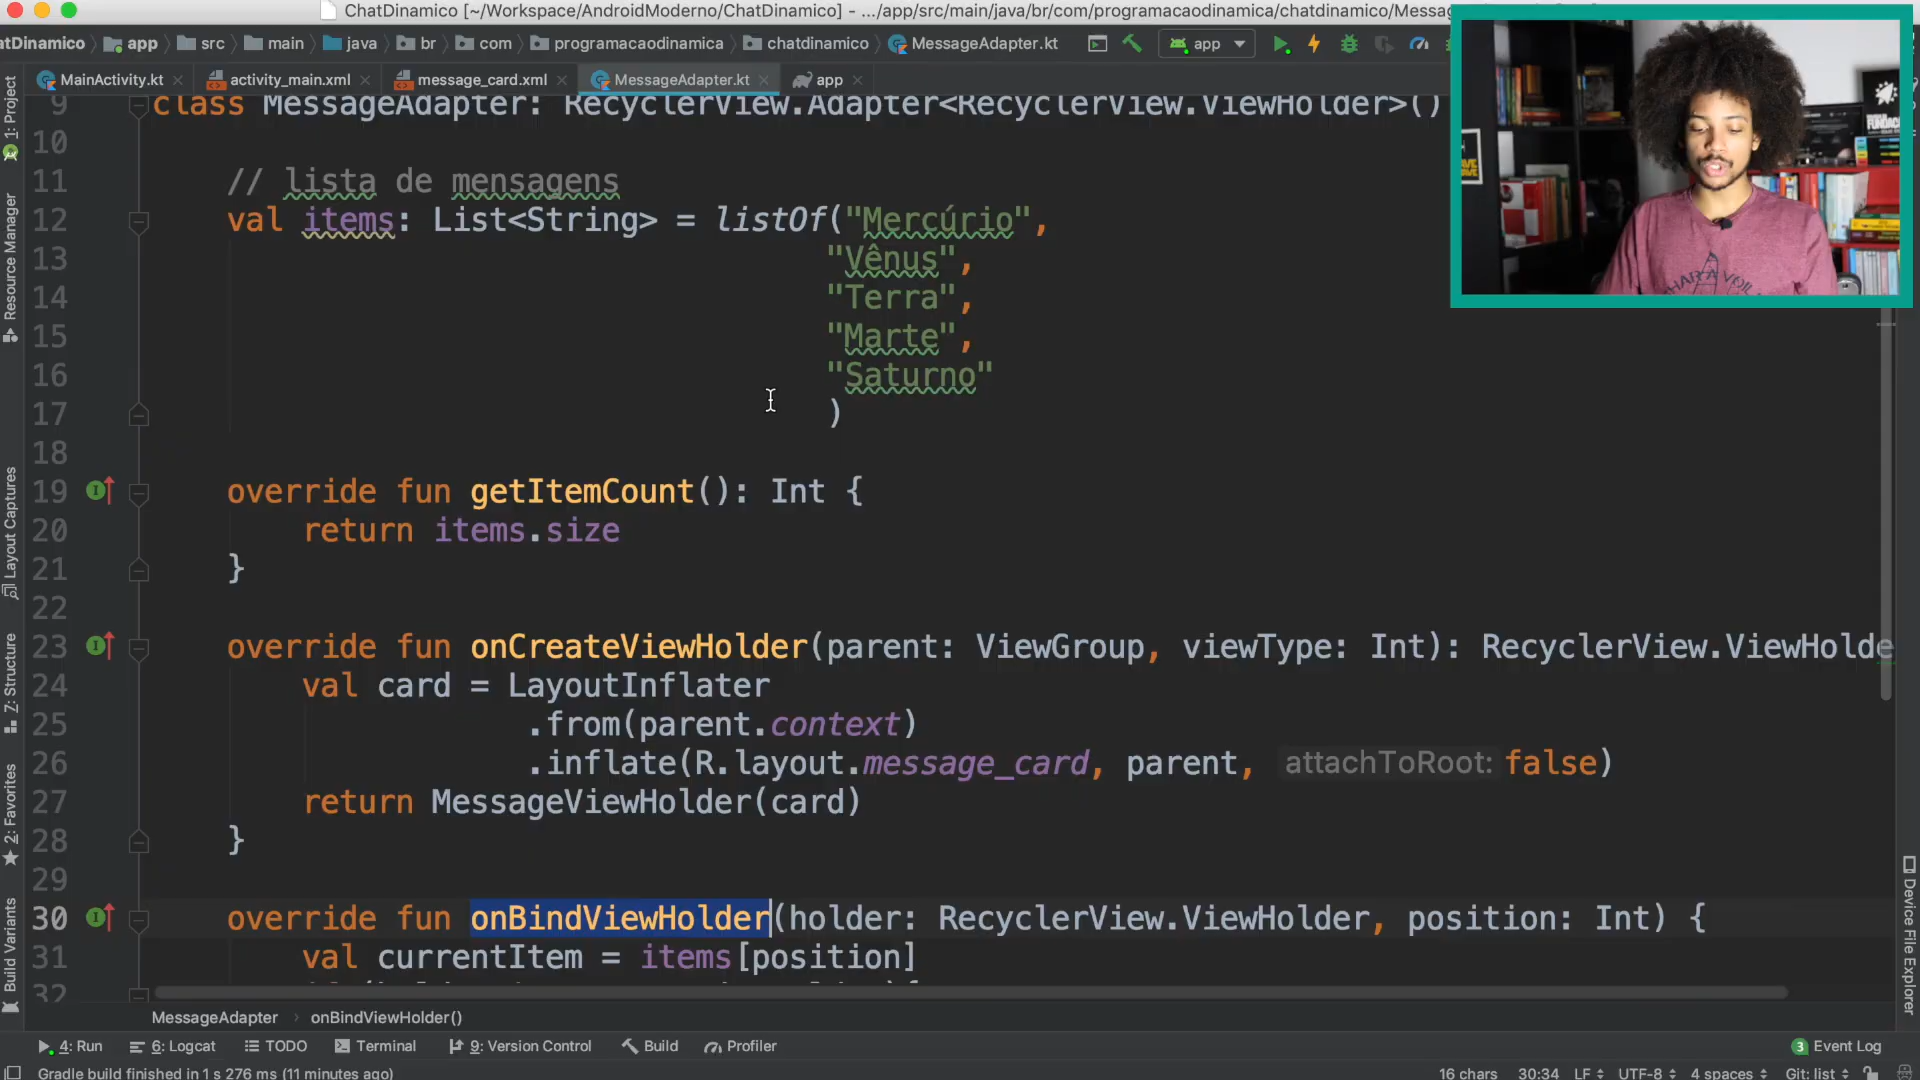 ChatDinamico [~/Workspace/AndroidModerno/ChatDinamico] – .../app/src/main/java/br/com/programacaodinamica/chatdinamico/Messag
atDinamico app src main java br com programacaodinamica chatdinamico MessageAdapter.kt app
MainActivity.kt activity_main.xml message_card.xml MessageAdapter.kt app
9 class MessageAdapter: RecyclerView.Adapter<RecyclerView.ViewHolder>()
10
11 // lista de mensagens
12 val items: List<String> = listOf("Mercúrio",
13 "Vênus",
14 "Terra",
15 "Marte",
16 "Saturno"
17 )
18
19 override fun getItemCount(): Int {
20 return items.size
21 }
22
23 override fun onCreateViewHolder(parent: ViewGroup, viewType: Int): RecyclerView.ViewHolde
24 val card = LayoutInflater
25 .from(parent.context)
26 .inflate(R.layout.message_card, parent, attachToRoot: false)
27 return MessageViewHolder(card)
28 }
29
30 override fun onBindViewHolder(holder: RecyclerView.ViewHolder, position: Int) {
31 val currentItem = items[position]
32
1: Project
Resource Manager
Layout Captures
Z: Structure
2: Favorites
Build Variants
Device File Explorer
MessageAdapter › onBindViewHolder()
4: Run 6: Logcat TODO Terminal 9: Version Control Build Profiler 3 Event Log
Gradle build finished in 1 s 276 ms (11 minutes ago) 16 chars 30:34 LF UTF-8 4 spaces Git: list